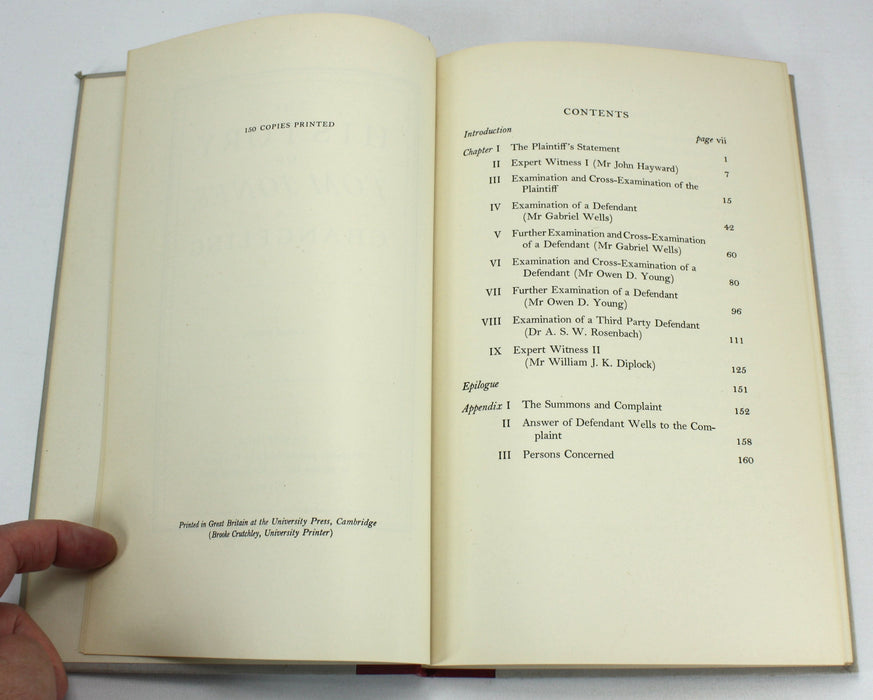 150 COPIES PRINTED
Printed in Great Britain at the University Press, Cambridge
(Brooke Crutchley, University Printer)
CONTENTS
Introduction page vii
Chapter I The Plaintiff's Statement 1
II Expert Witness I (Mr John Hayward) 7
III Examination and Cross-Examination of the
Plaintiff 15
IV Examination of a Defendant
(Mr Gabriel Wells) 42
V Further Examination and Cross-Examination
of a Defendant (Mr Gabriel Wells) 60
VI Examination and Cross-Examination of a
Defendant (Mr Owen D. Young) 80
VII Further Examination of a Defendant
(Mr Owen D. Young) 96
VIII Examination of a Third Party Defendant
(Dr A. S. W. Rosenbach) 111
IX Expert Witness II
(Mr William J. K. Diplock) 125
Epilogue 151
Appendix I The Summons and Complaint 152
II Answer of Defendant Wells to the Com-
plaint 158
III Persons Concerned 160